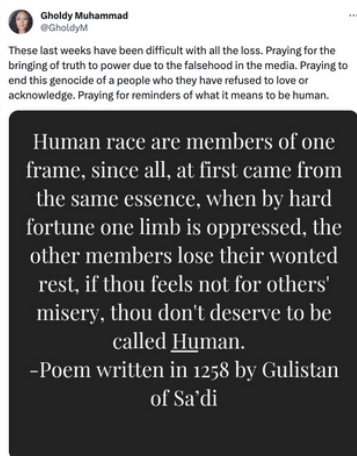 Gholdy Muhammad
@GholdyM
These last weeks have been difficult with all the loss. Praying for the
bringing of truth to power due to the falsehood in the media. Praying to
end this genocide of a people who they have refused to love or
acknowledge. Praying for reminders of what it means to be human.
Human race are members of one
frame, since all, at first came from
the same essence, when by hard
fortune one limb is oppressed, the
other members lose their wonted
rest, if thou feels not for others'
misery, thou don't deserve to be
called Human.
-Poem written in 1258 by Gulistan
of Sa'di